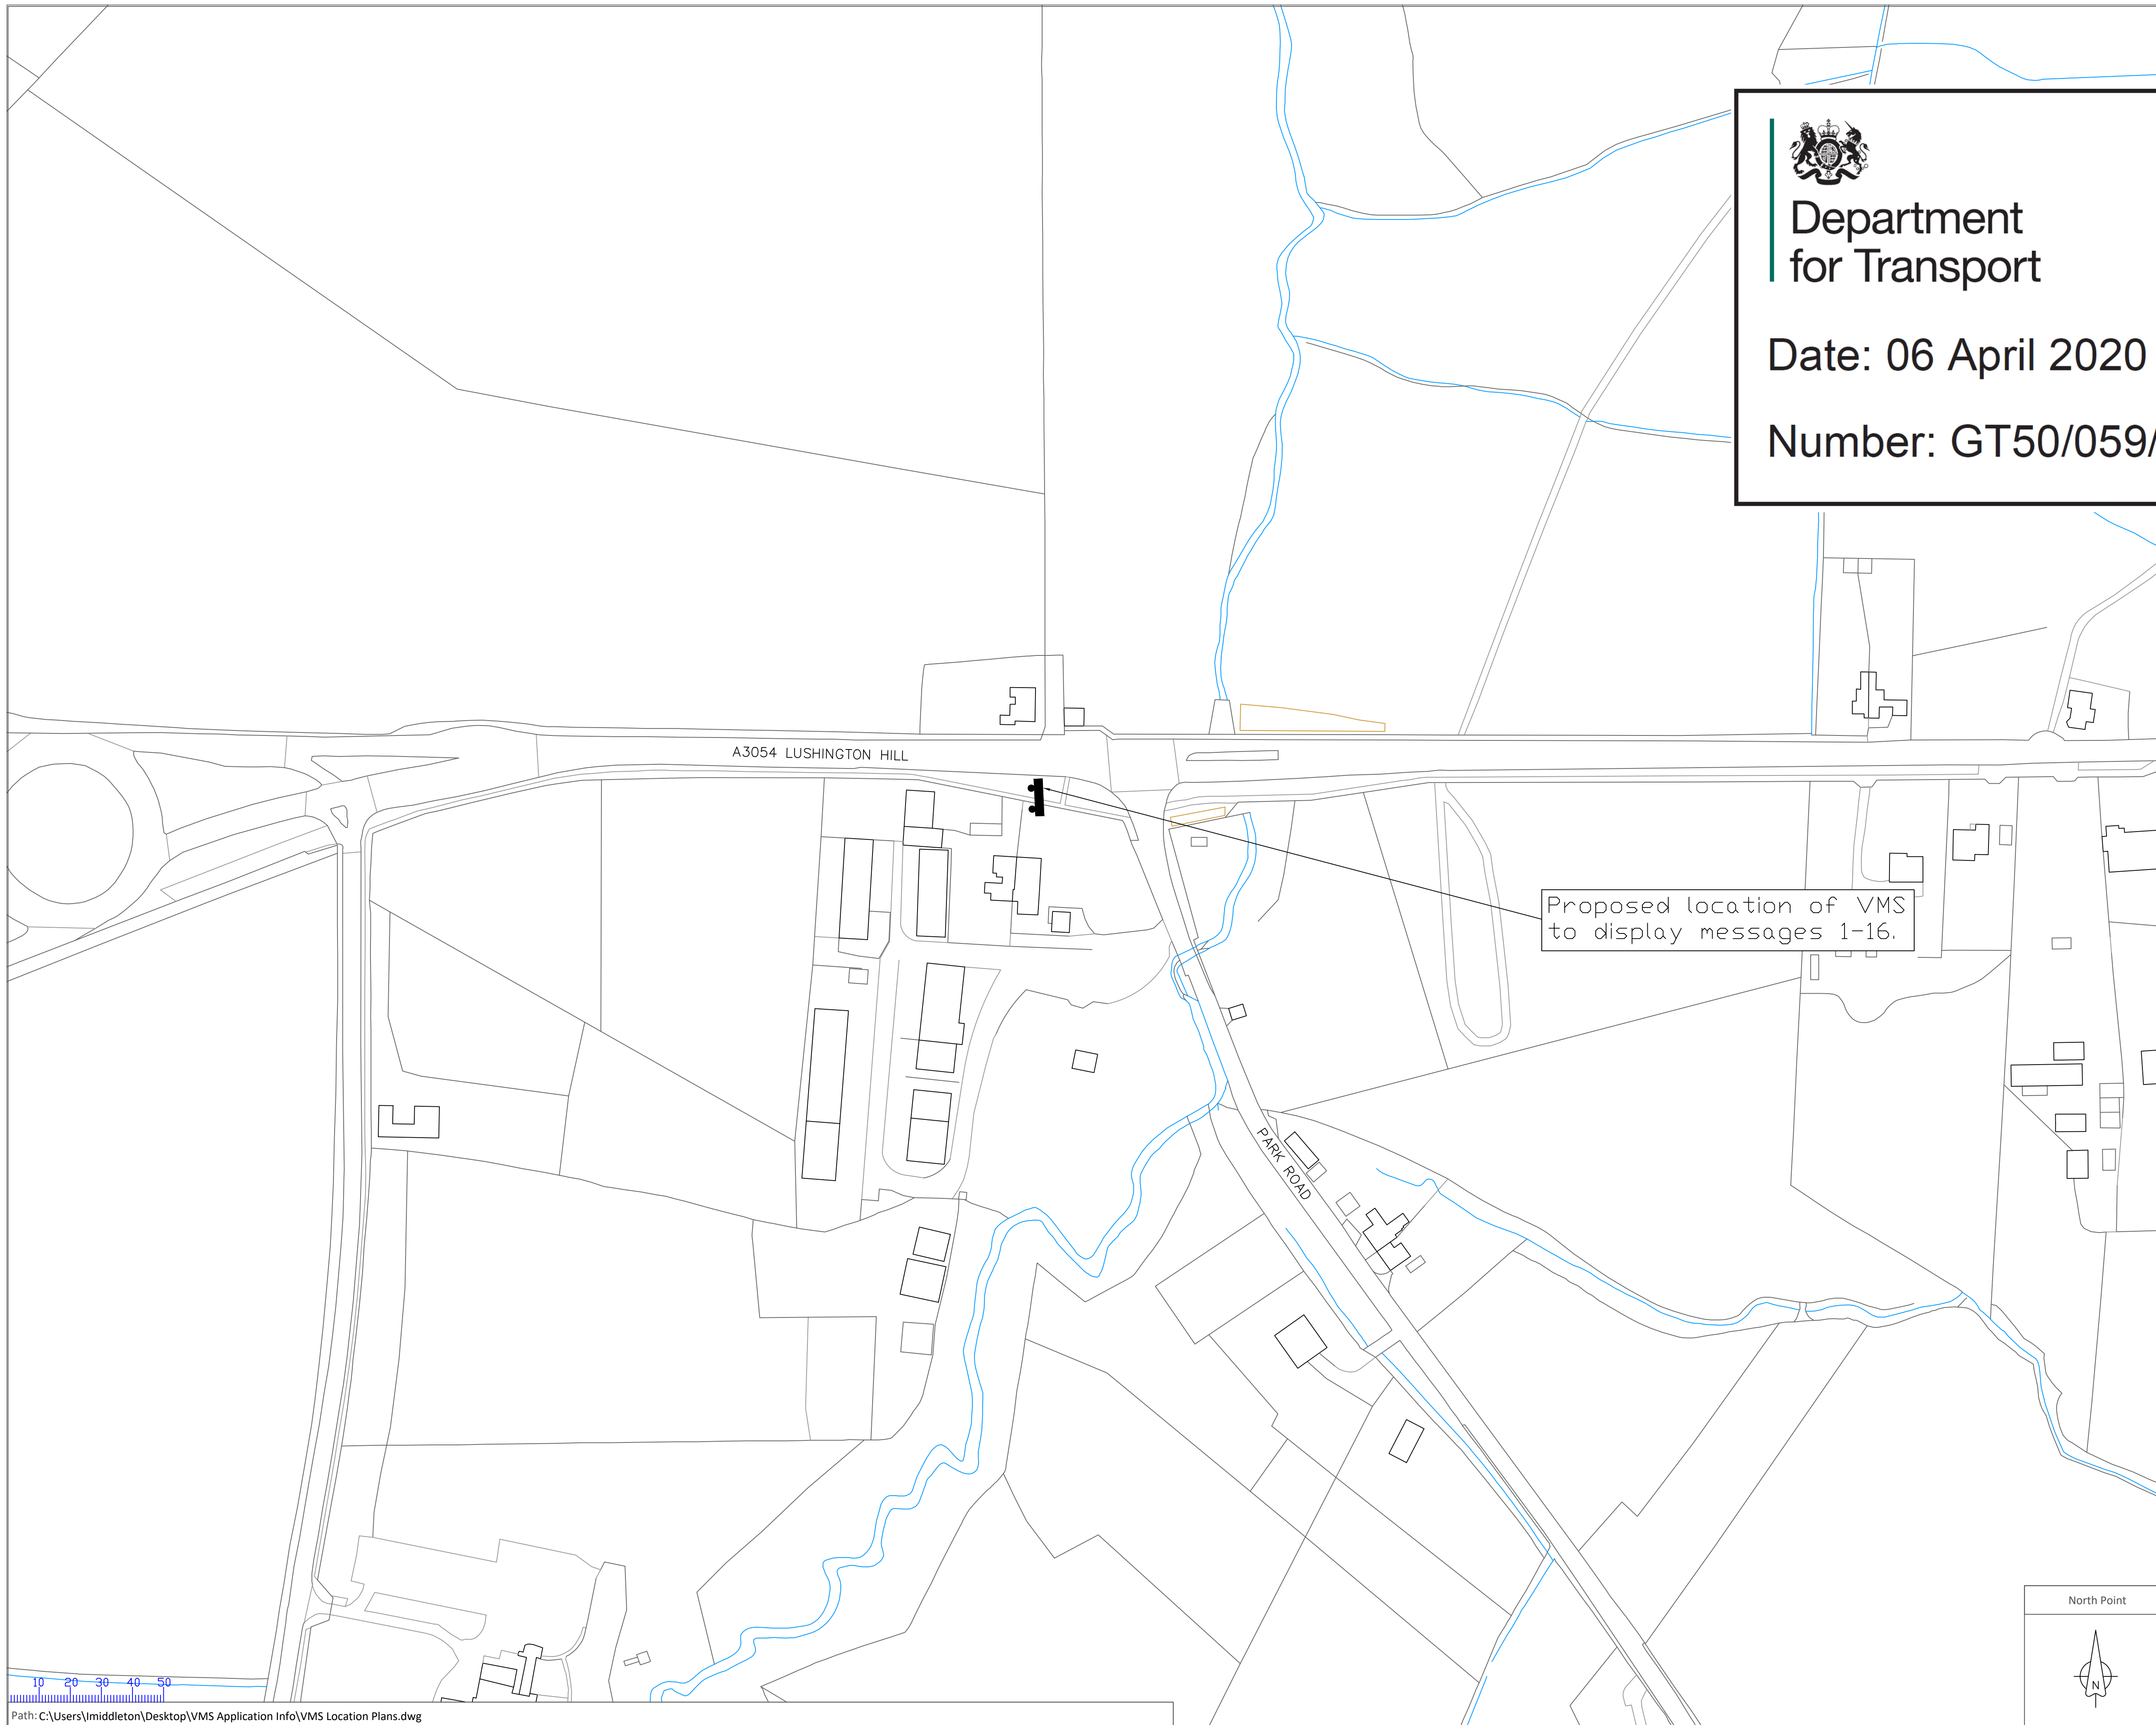 Department
for Transport
Date: 06 April 2020
Number: GT50/059/
A3054 LUSHINGTON HILL
Proposed location of VMS
to display messages 1-16.
PARK ROAD
North Point
N
10 20 30 40 50
Path: C:\Users\lmiddleton\Desktop\VMS Application Info\VMS Location Plans.dwg